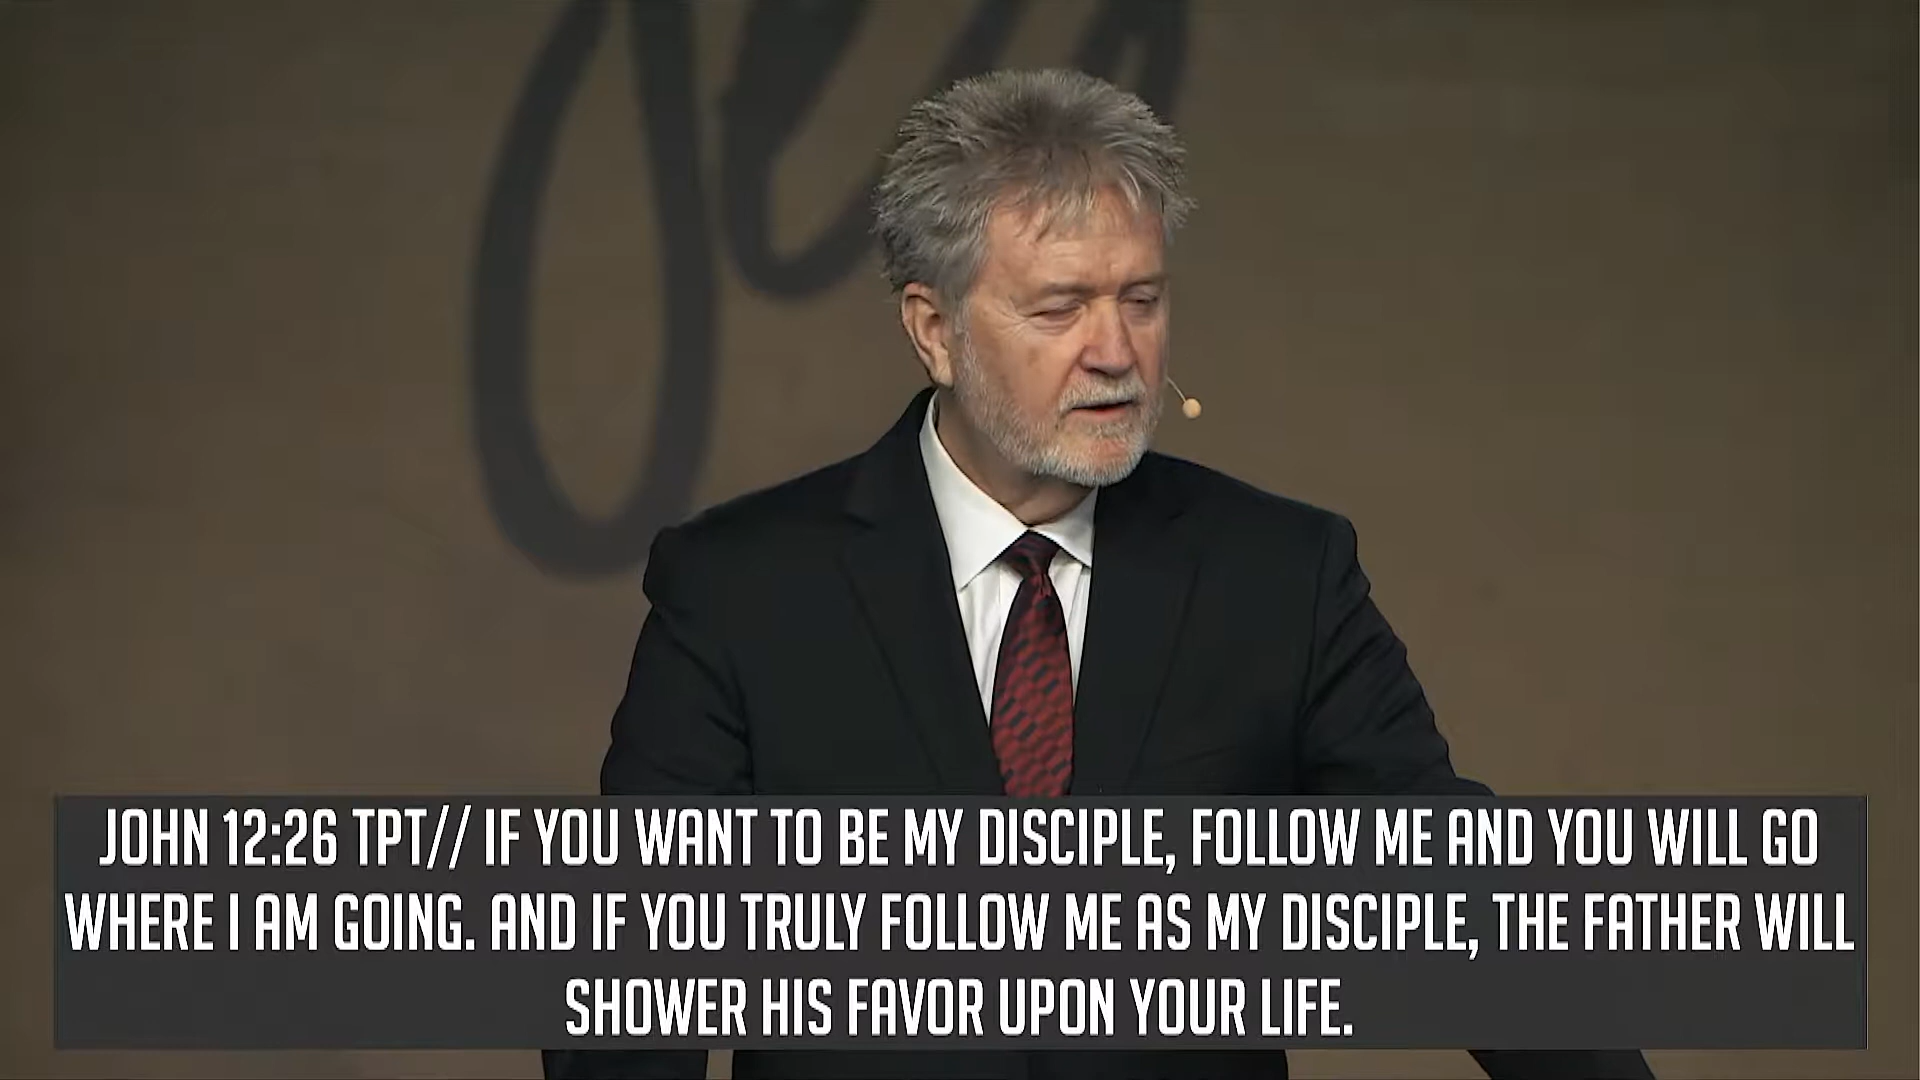 JOHN 12:26 TPT// IF YOU WANT TO BE MY DISCIPLE, FOLLOW ME AND YOU WILL GO
WHERE I AM GOING. AND IF YOU TRULY FOLLOW ME AS MY DISCIPLE, THE FATHER WILL
SHOWER HIS FAVOR UPON YOUR LIFE.